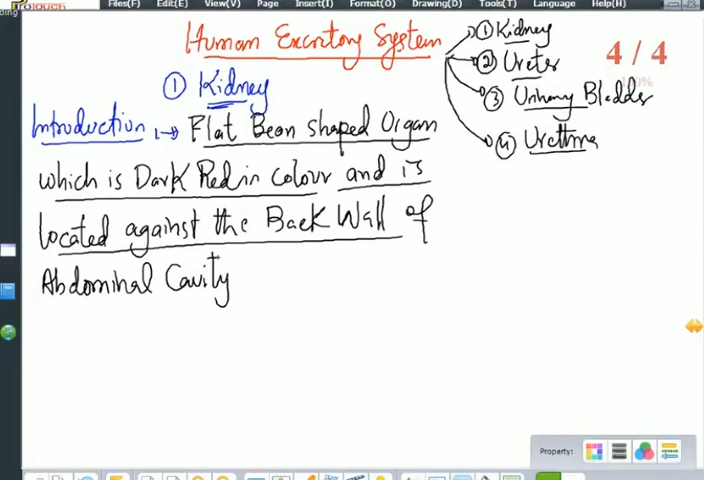 ProTouch Files(F) Edit(E) View(V) Page Insert(I) Format(O) Drawing(D) Tools(T) Language Help(H)
Human Excretory System
① Kidney
② Ureter
③ Urinary Bladder
④ Urethra
4 / 4
① Kidney
Introduction :→ Flat Bean shaped Organ
which is Dark Red in colour and is
located against the Back Wall of
Abdominal Cavity
Property: